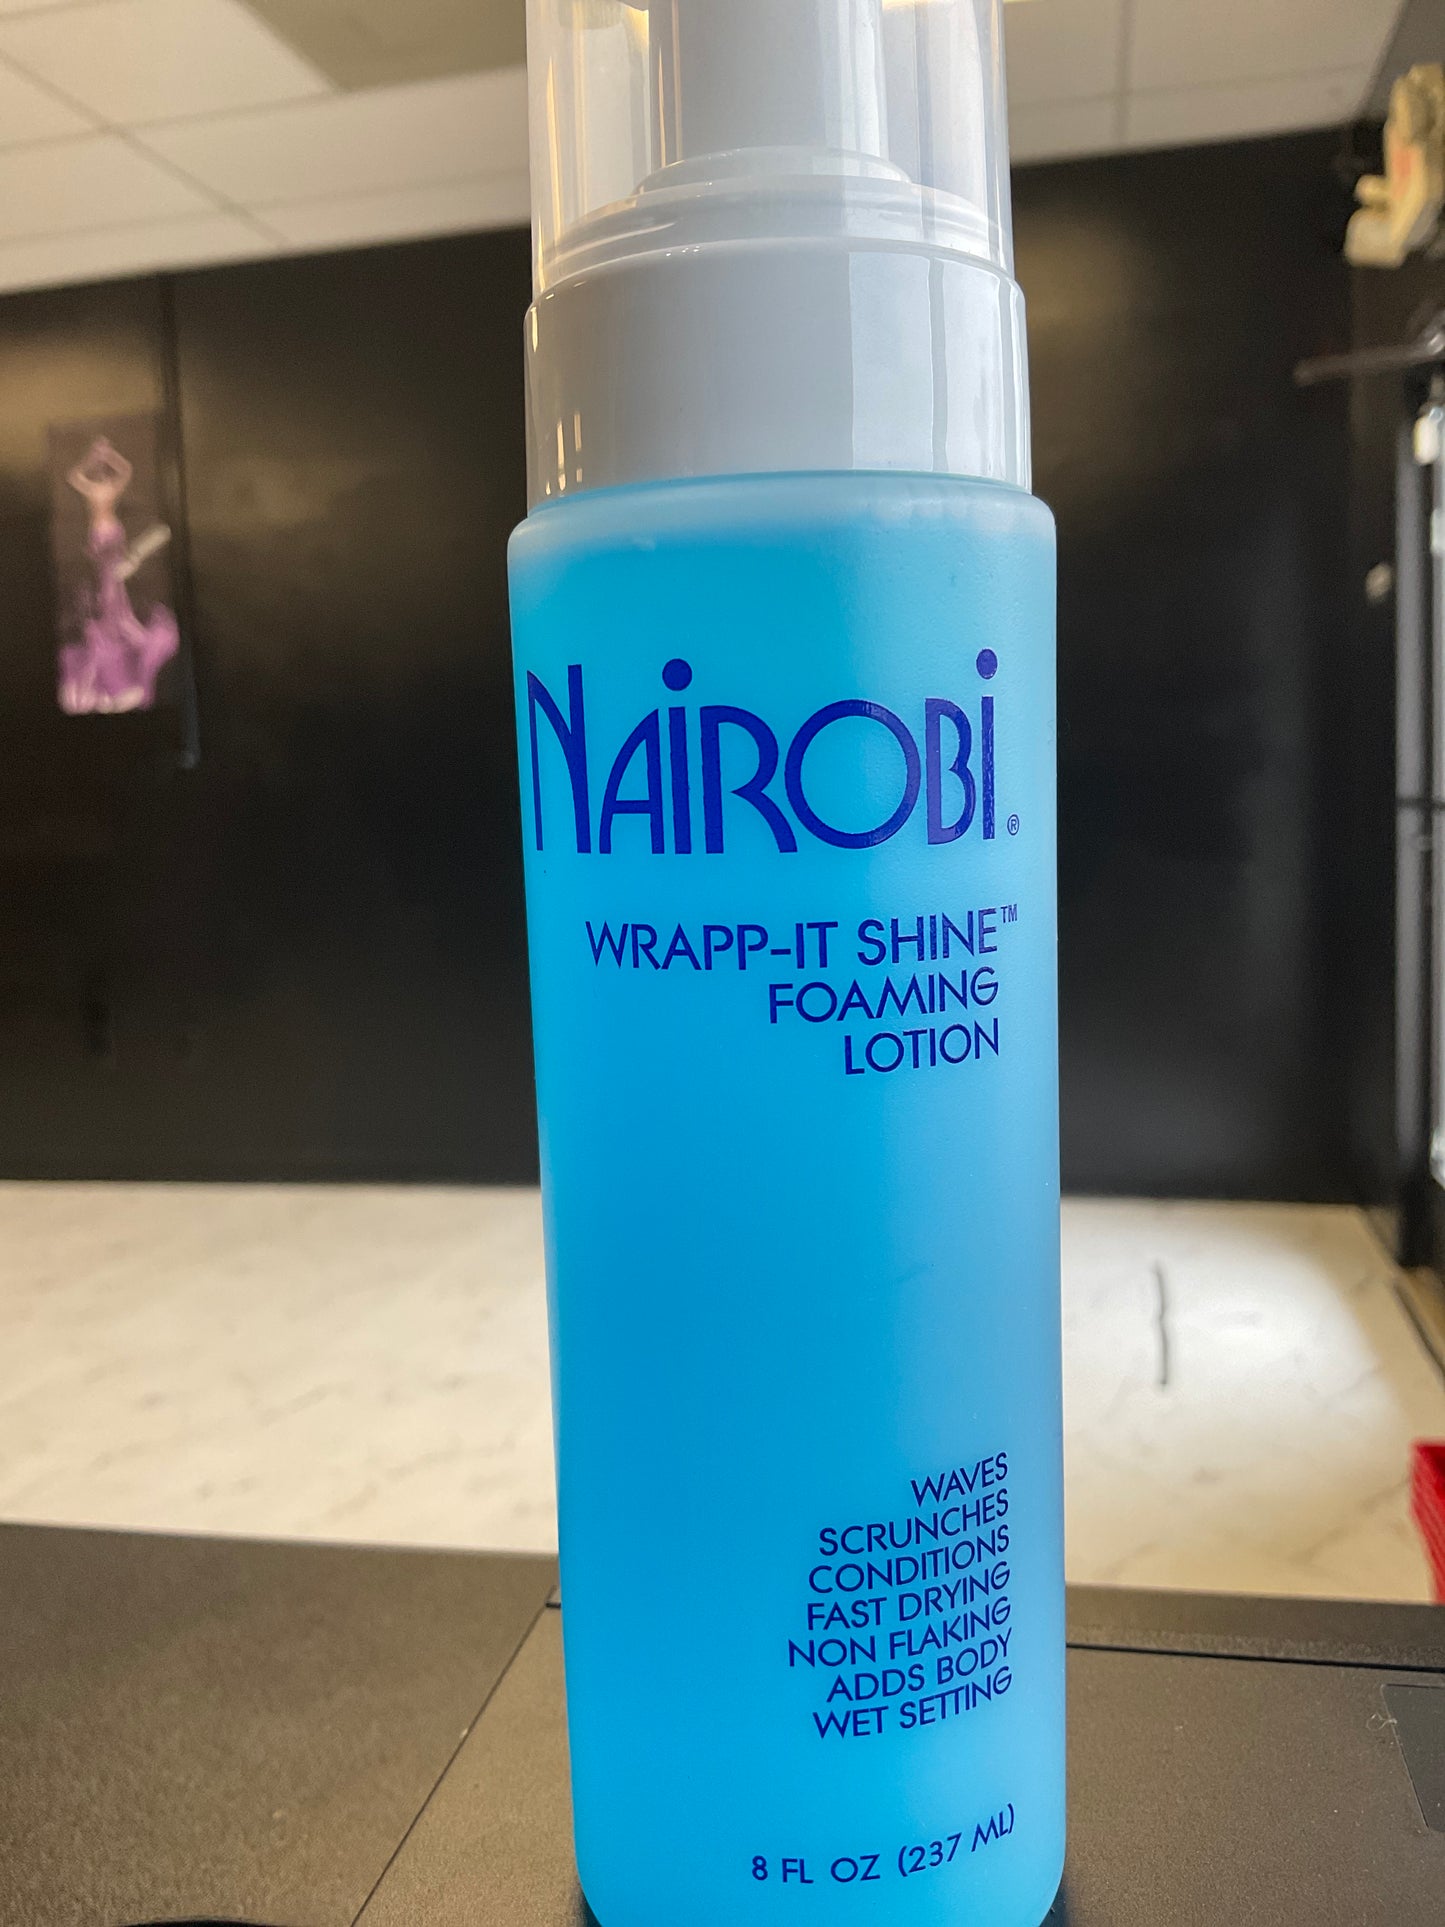 NAiROBi®
WRAPP-IT SHINE™
FOAMING
LOTION
WAVES
SCRUNCHES
CONDITIONS
FAST DRYING
NON FLAKING
ADDS BODY
WET SETTING
8 FL OZ (237 ML)